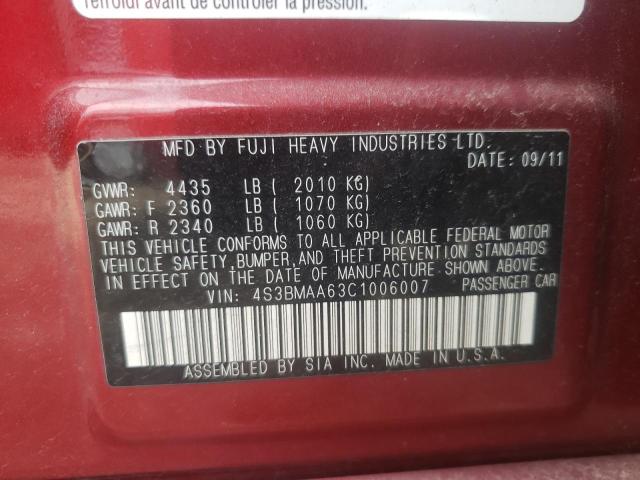 refroidi avant de contrôler la pression.
MFD BY FUJI HEAVY INDUSTRIES LTD.
DATE: 09/11
GVWR: 4435 LB ( 2010 KG)
GAWR: F 2360 LB ( 1070 KG)
GAWR: R 2340 LB ( 1060 KG)
THIS VEHICLE CONFORMS TO ALL APPLICABLE FEDERAL MOTOR
VEHICLE SAFETY, BUMPER, AND THEFT PREVENTION STANDARDS
IN EFFECT ON THE DATE OF MANUFACTURE SHOWN ABOVE.
VIN: 4S3BMAA63C1006007 PASSENGER CAR
ASSEMBLED BY SIA INC. MADE IN U.S.A.